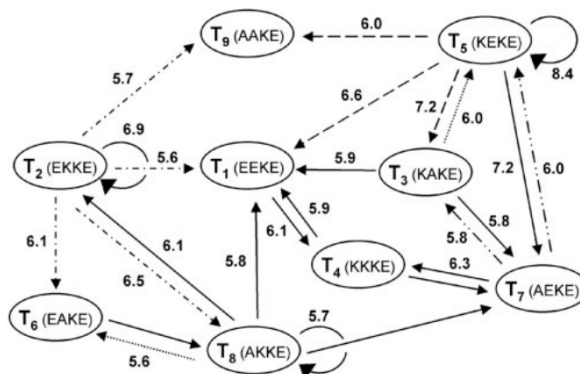 T9 (AAKE)
6.0
T5 (KEKE)
8.4
5.7
6.6
7.2
6.0
6.9
T2 (EKKE)
5.6
T1 (EEKE)
5.9
T3 (KAKE)
7.2
6.0
5.9
6.1
5.8
5.8
6.1
6.1
6.5
5.8
T4 (KKKE)
6.3
T7 (AEKE)
T6 (EAKE)
5.7
5.6
T8 (AKKE)